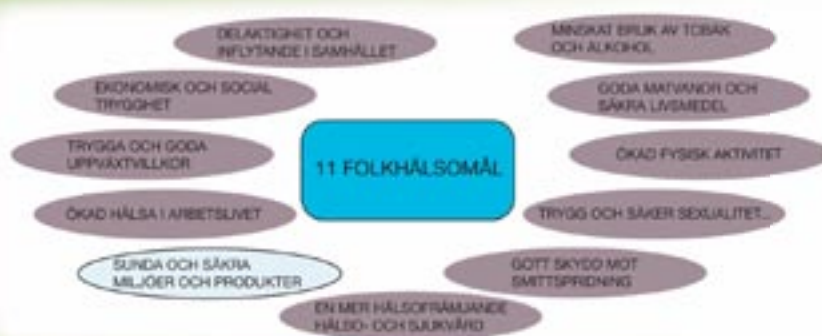 DELAKTIGHET OCH
INFLYTANDE I SAMHÄLLET
EKONOMISK OCH SOCIAL
TRYGGHET
TRYGGA OCH GODA
UPPVÄXTVILLKOR
ÖKAD HÄLSA I ARBETSLIVET
SUNDA OCH SÄKRA
MILJÖER OCH PRODUKTER
11 FOLKHÄLSOMÅL
EN MER HÄLSOFRÄMJANDE
HÄLSO- OCH SJUKVÅRD
MINSKAT BRUK AV TOBAK
OCH ALKOHOL
GODA MATVANOR OCH
SÄKRA LIVSMEDEL
ÖKAD FYSISK AKTIVITET
TRYGG OCH SÄKER SEXUALITET...
GOTT SKYDD MOT
SMITTSPRIDNING